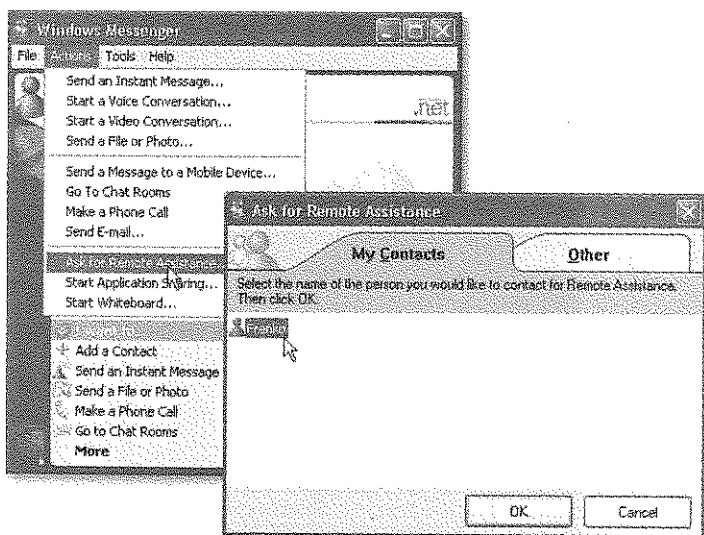 Windows Messenger
File Actions Tools Help
Send an Instant Message...
Start a Voice Conversation...
Start a Video Conversation...
Send a File or Photo...
.net
Send a Message to a Mobile Device...
Go To Chat Rooms
Make a Phone Call
Send E-mail...
Ask for Remote Assistance
Start Application Sharing...
Start Whiteboard...
Add a Contact
Send an Instant Message
Send a File or Photo
Make a Phone Call
Go to Chat Rooms
More
Ask for Remote Assistance
My Contacts
Other
Select the name of the person you would like to contact for Remote Assistance.
Then click OK.
OK
Cancel